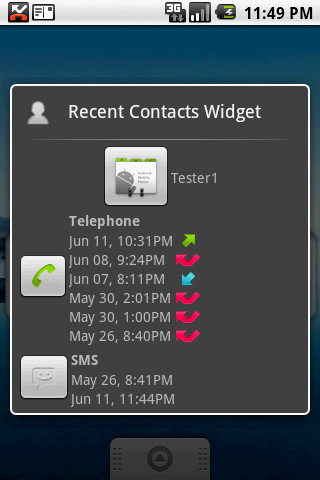 3G
11:49 PM
Recent Contacts Widget
Tester1
Telephone
Jun 11, 10:31PM
Jun 08, 9:24PM
Jun 07, 8:11PM
May 30, 2:01PM
May 30, 1:00PM
May 26, 8:40PM
SMS
May 26, 8:41PM
Jun 11, 11:44PM